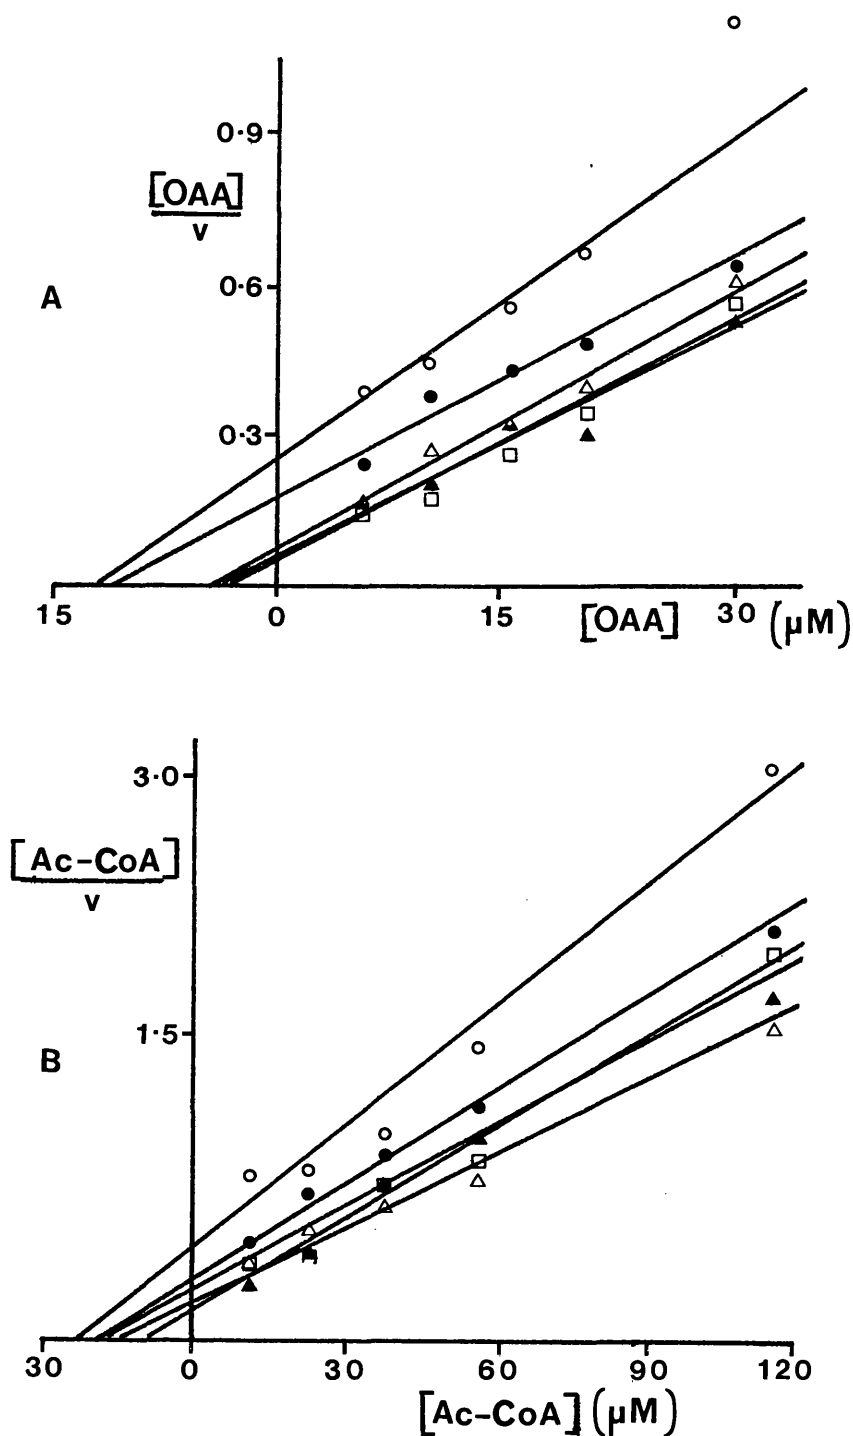 0·9
[OAA]
v
A
0·6
0·3
15 0 15 [OAA] 30 (µM)
3·0
[Ac-CoA]
v
1·5
B
30 0 30 60 90 120
[Ac-CoA] (µM)